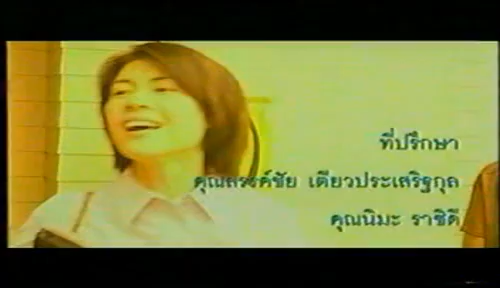 ที่ปรึกษา
คุณสรรค์ชัย เตียวประเสริฐกุล
คุณนิมะ ราซิดี